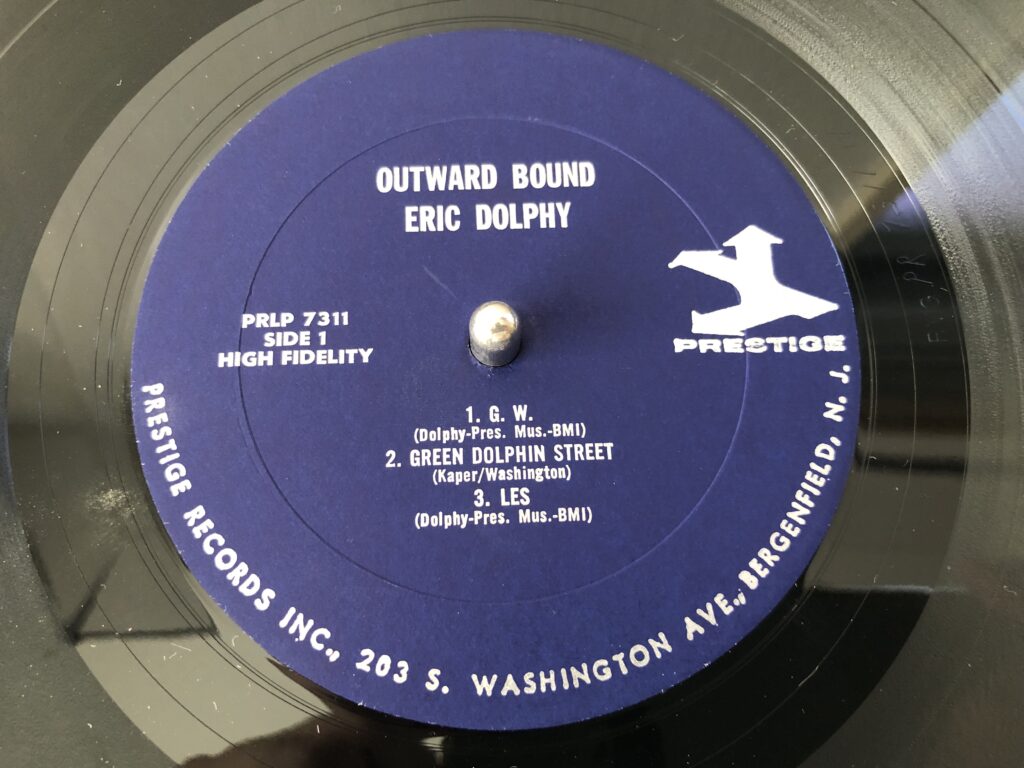 OUTWARD BOUND
ERIC DOLPHY
PRLP 7311
SIDE 1
HIGH FIDELITY
PRESTIGE
1. G. W.
(Dolphy-Pres. Mus.-BMI)
2. GREEN DOLPHIN STREET
(Kaper/Washington)
3. LES
(Dolphy-Pres. Mus.-BMI)
PRESTIGE RECORDS INC., 203 S. WASHINGTON AVE., BERGENFIELD, N. J.